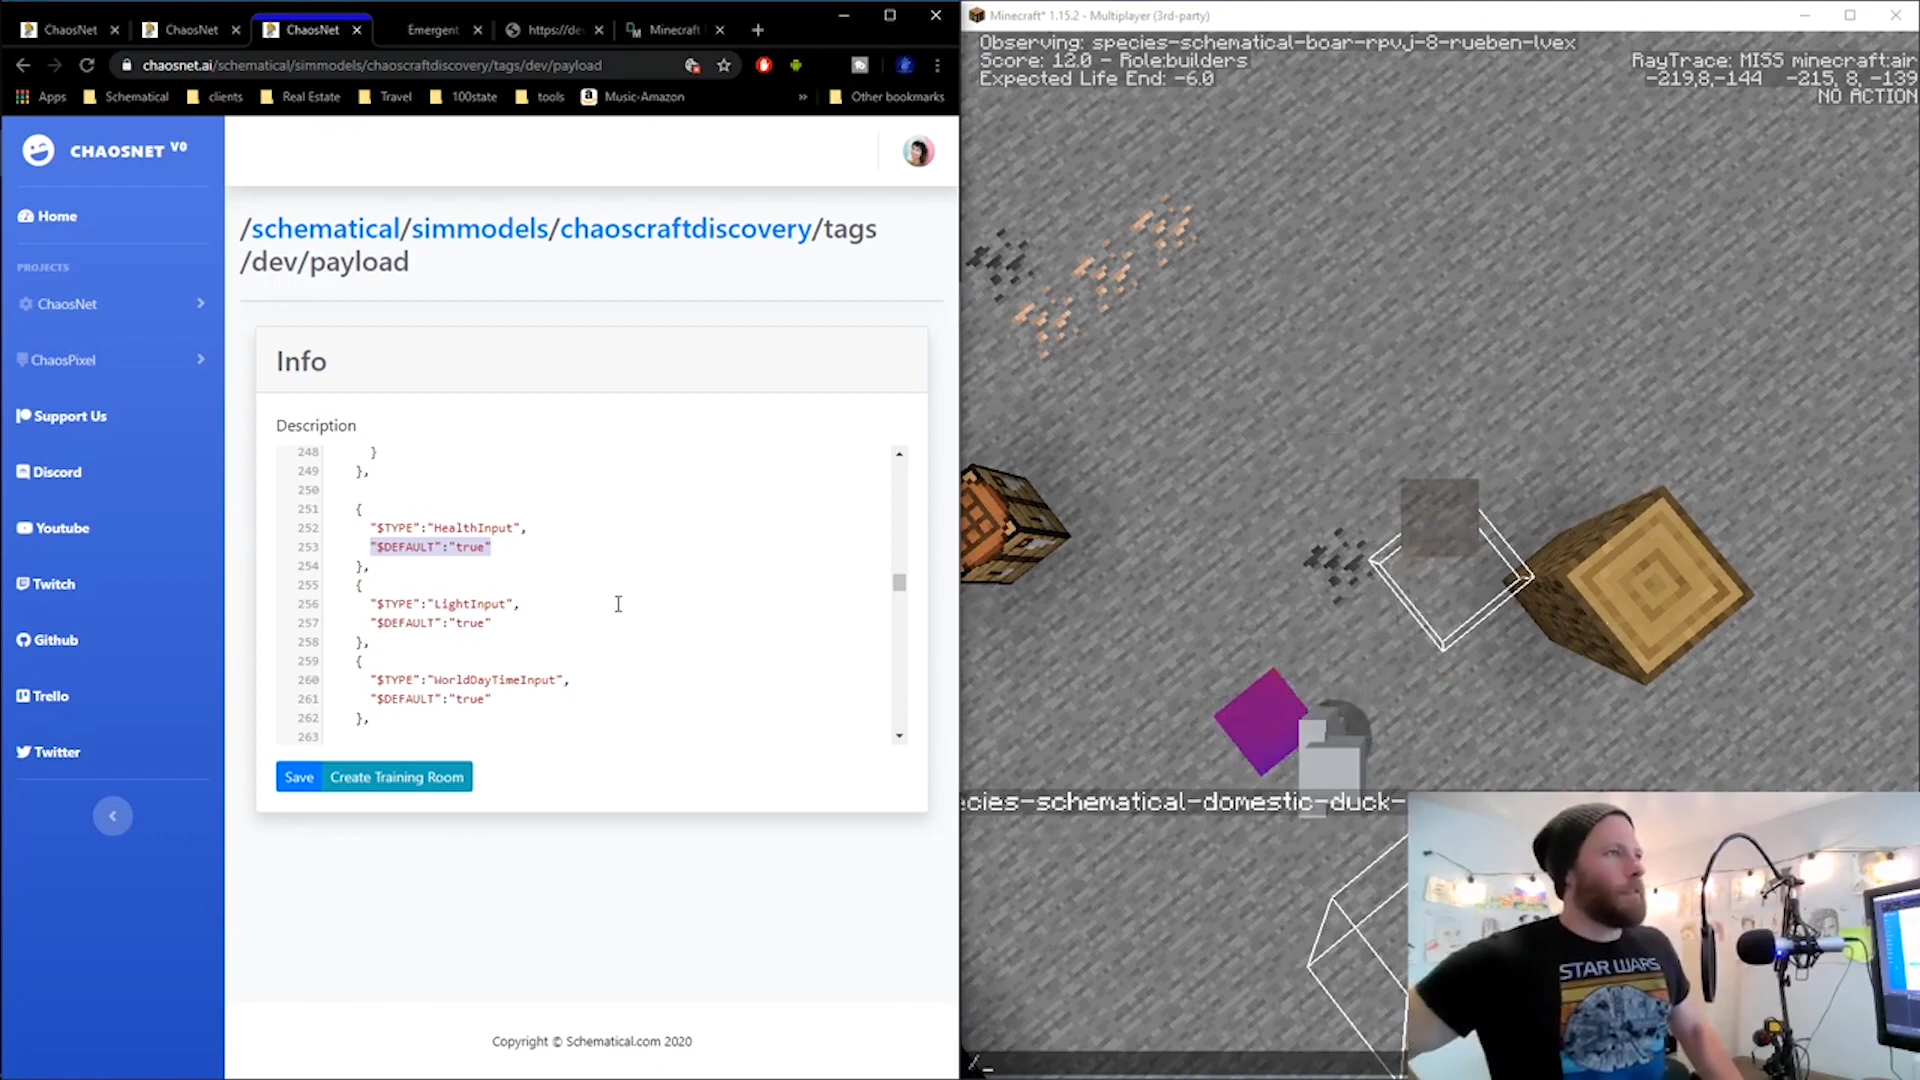 ChaosNet
ChaosNet
ChaosNet
Emergent
https://de
Minecraft
chaosnet.ai/schematical/simmodels/chaoscraftdiscovery/tags/dev/payload
Apps
Schematical
clients
Real Estate
Travel
100state
tools
Music-Amazon
»
Other bookmarks
CHAOSNET V0
Home
PROJECTS
ChaosNet
ChaosPixel
Support Us
Discord
Youtube
Twitch
Github
Trello
Twitter
/schematical/simmodels/chaoscraftdiscovery/tags
/dev/payload
Info
Description
248 }
249 },
250
251 {
252 "$TYPE":"HealthInput",
253 "$DEFAULT":"true"
254 },
255 {
256 "$TYPE":"LightInput",
257 "$DEFAULT":"true"
258 },
259 {
260 "$TYPE":"WorldDayTimeInput",
261 "$DEFAULT":"true"
262 },
263
Save
Create Training Room
Copyright © Schematical.com 2020
Minecraft* 1.15.2 - Multiplayer (3rd-party)
Observing: species-schematical-boar-rpvj-8-rueben-lvex
Score: 12.0 - Role:builders
Expected Life End: -6.0
RayTrace: MISS minecraft:air
-219,8,-144 -215, 8, -139
NO ACTION
ecies-schematical-domestic-duck-
/_
STAR WARS